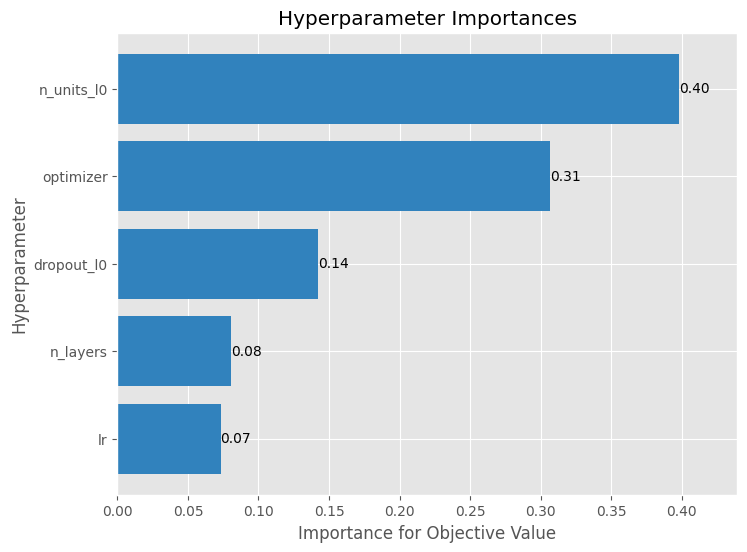 Hyperparameter Importances
Hyperparameter
n_units_l0
0.40
optimizer
0.31
dropout_l0
0.14
n_layers
0.08
lr
0.07
0.00 0.05 0.10 0.15 0.20 0.25 0.30 0.35 0.40
Importance for Objective Value